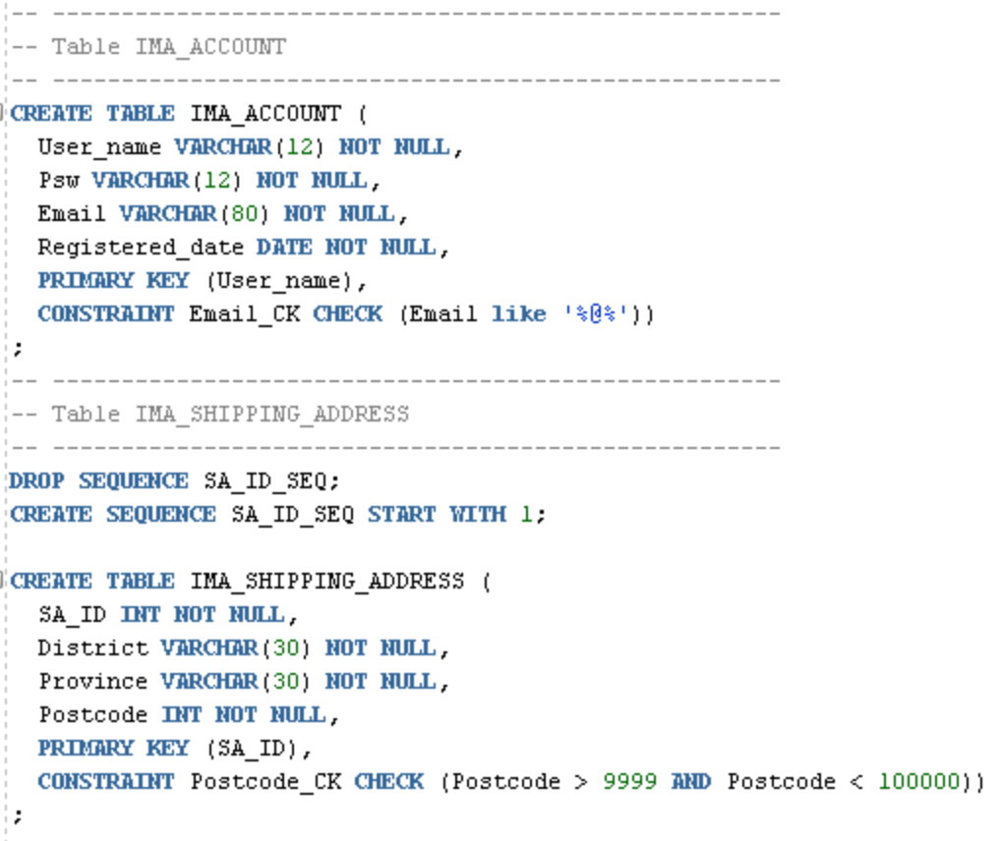 -- -----------------------------------------------------
-- Table IMA_ACCOUNT
-- -----------------------------------------------------
CREATE TABLE IMA_ACCOUNT (
  User_name VARCHAR(12) NOT NULL,
  Psw VARCHAR(12) NOT NULL,
  Email VARCHAR(80) NOT NULL,
  Registered_date DATE NOT NULL,
  PRIMARY KEY (User_name),
  CONSTRAINT Email_CK CHECK (Email like '%@%'))
;
-- -----------------------------------------------------
-- Table IMA_SHIPPING_ADDRESS
-- -----------------------------------------------------
DROP SEQUENCE SA_ID_SEQ;
CREATE SEQUENCE SA_ID_SEQ START WITH 1;

CREATE TABLE IMA_SHIPPING_ADDRESS (
  SA_ID INT NOT NULL,
  District VARCHAR(30) NOT NULL,
  Province VARCHAR(30) NOT NULL,
  Postcode INT NOT NULL,
  PRIMARY KEY (SA_ID),
  CONSTRAINT Postcode_CK CHECK (Postcode > 9999 AND Postcode < 100000))
;